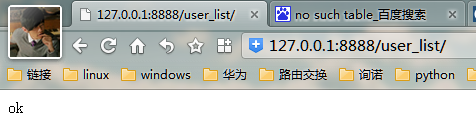 127.0.0.1:8888/user_list/ no such table_百度搜索
127.0.0.1:8888/user_list/
链接 linux windows 华为 路由交换 询诺 python
ok